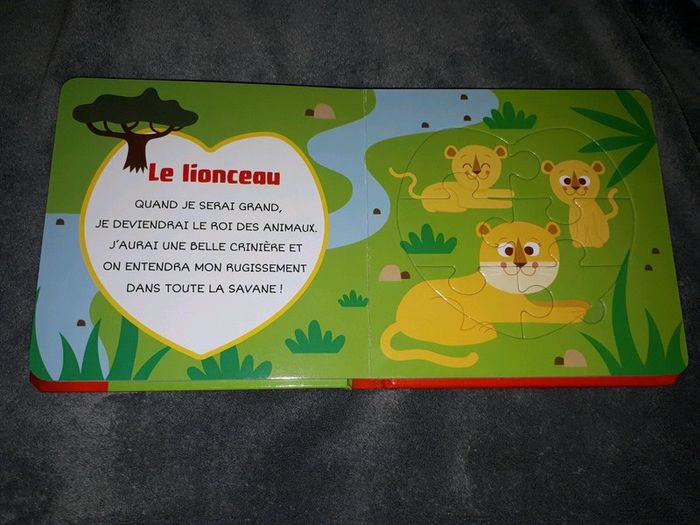 Le lionceau
QUAND JE SERAI GRAND,
JE DEVIENDRAI LE ROI DES ANIMAUX.
J'AURAI UNE BELLE CRINIÈRE ET
ON ENTENDRA MON RUGISSEMENT
DANS TOUTE LA SAVANE !